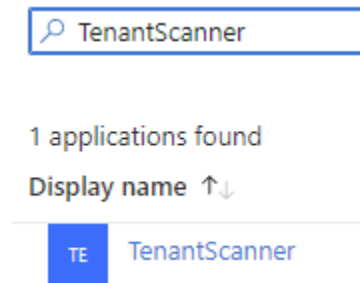 TenantScanner
1 applications found
Display name ↑↓
TE
TenantScanner